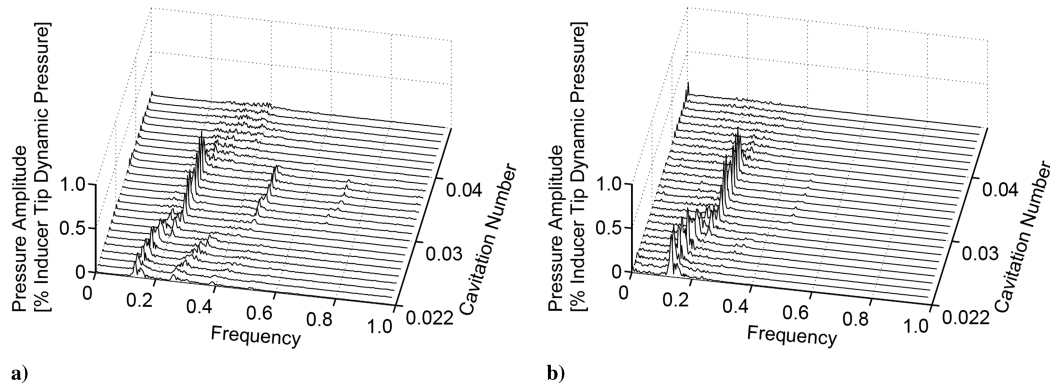 Pressure Amplitude
[% Inducer Tip Dynamic Pressure]
1.0
0.5
0
0
0.2
0.4
0.6
0.8
1.0
Frequency
0.022
0.03
0.04
Cavitation Number
a)
Pressure Amplitude
[% Inducer Tip Dynamic Pressure]
1.0
0.5
0
0
0.2
0.4
0.6
0.8
1.0
Frequency
0.022
0.03
0.04
Cavitation Number
b)